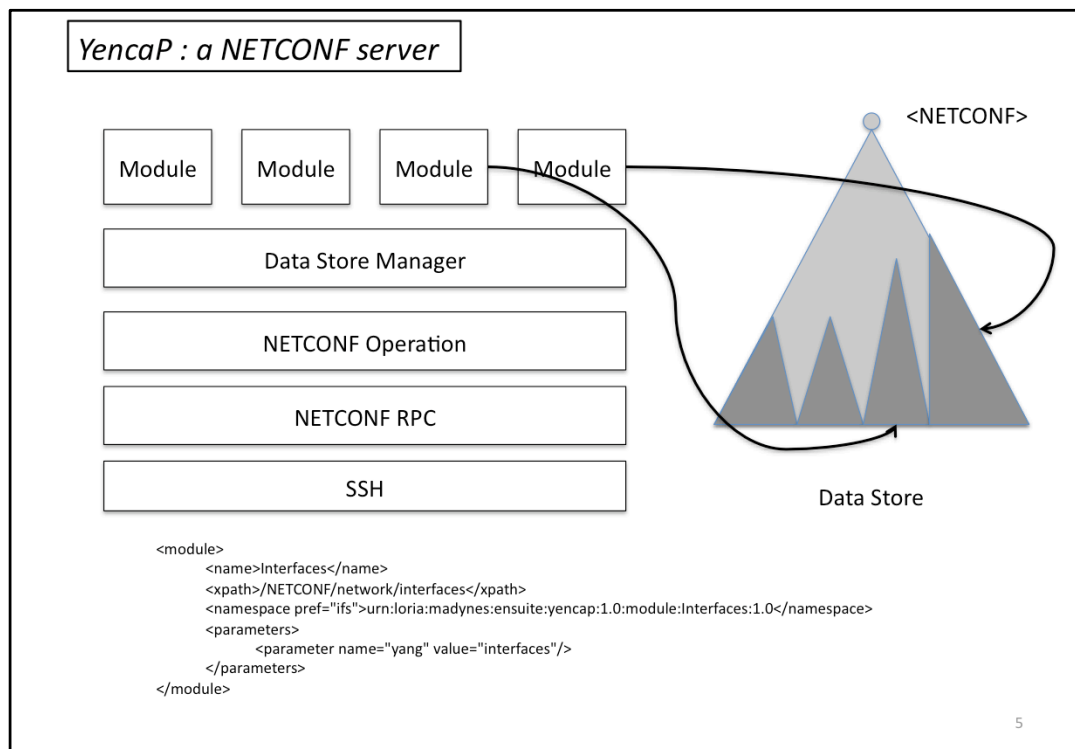 YencaP : a NETCONF server
<NETCONF>
Module Module Module Module
Data Store Manager
NETCONF Operation
NETCONF RPC
SSH
Data Store
<module>
<name>Interfaces</name>
<xpath>/NETCONF/network/interfaces</xpath>
<namespace pref="ifs">urn:loria:madynes:ensuite:yencap:1.0:module:Interfaces:1.0</namespace>
<parameters>
<parameter name="yang" value="interfaces"/>
</parameters>
</module>
5